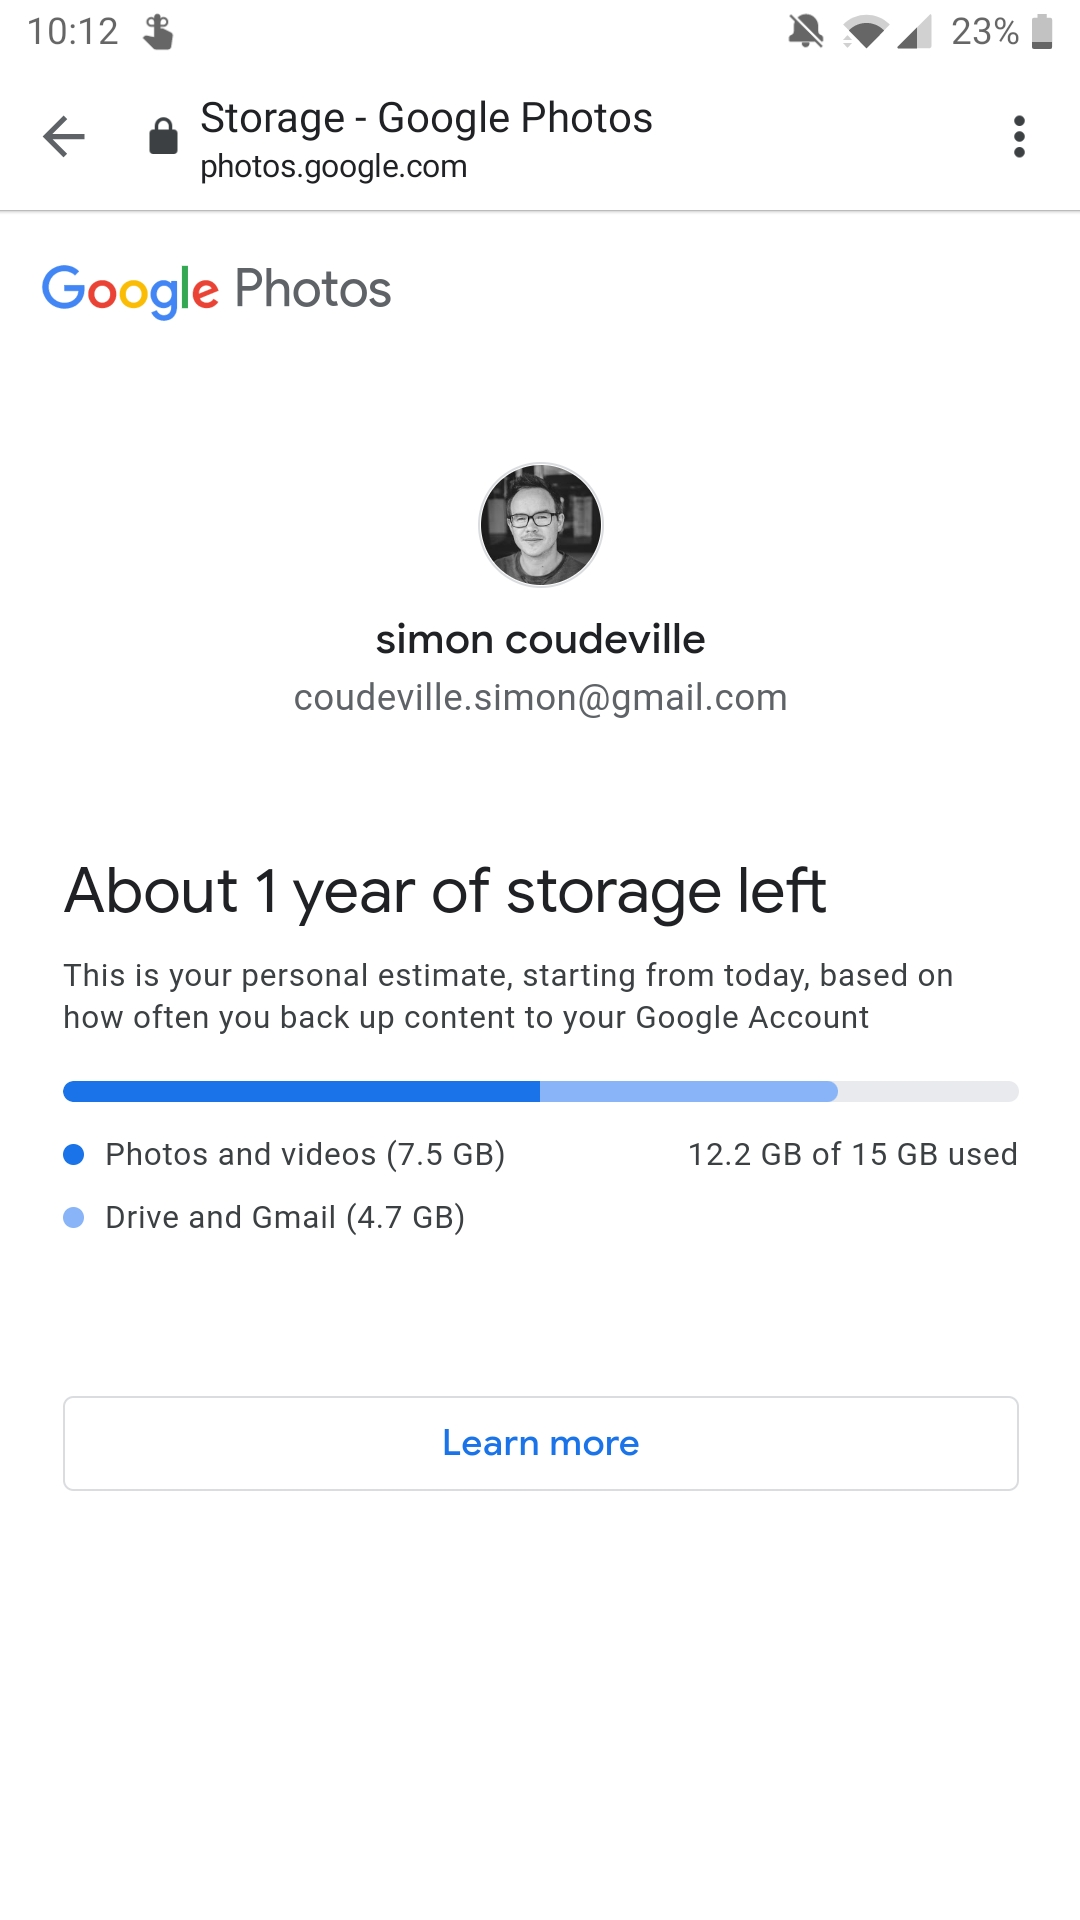 10:12
23%
Storage - Google Photos
photos.google.com
Google Photos
simon coudeville
coudeville.simon@gmail.com
About 1 year of storage left
This is your personal estimate, starting from today, based on
how often you back up content to your Google Account
Photos and videos (7.5 GB)
12.2 GB of 15 GB used
Drive and Gmail (4.7 GB)
Learn more